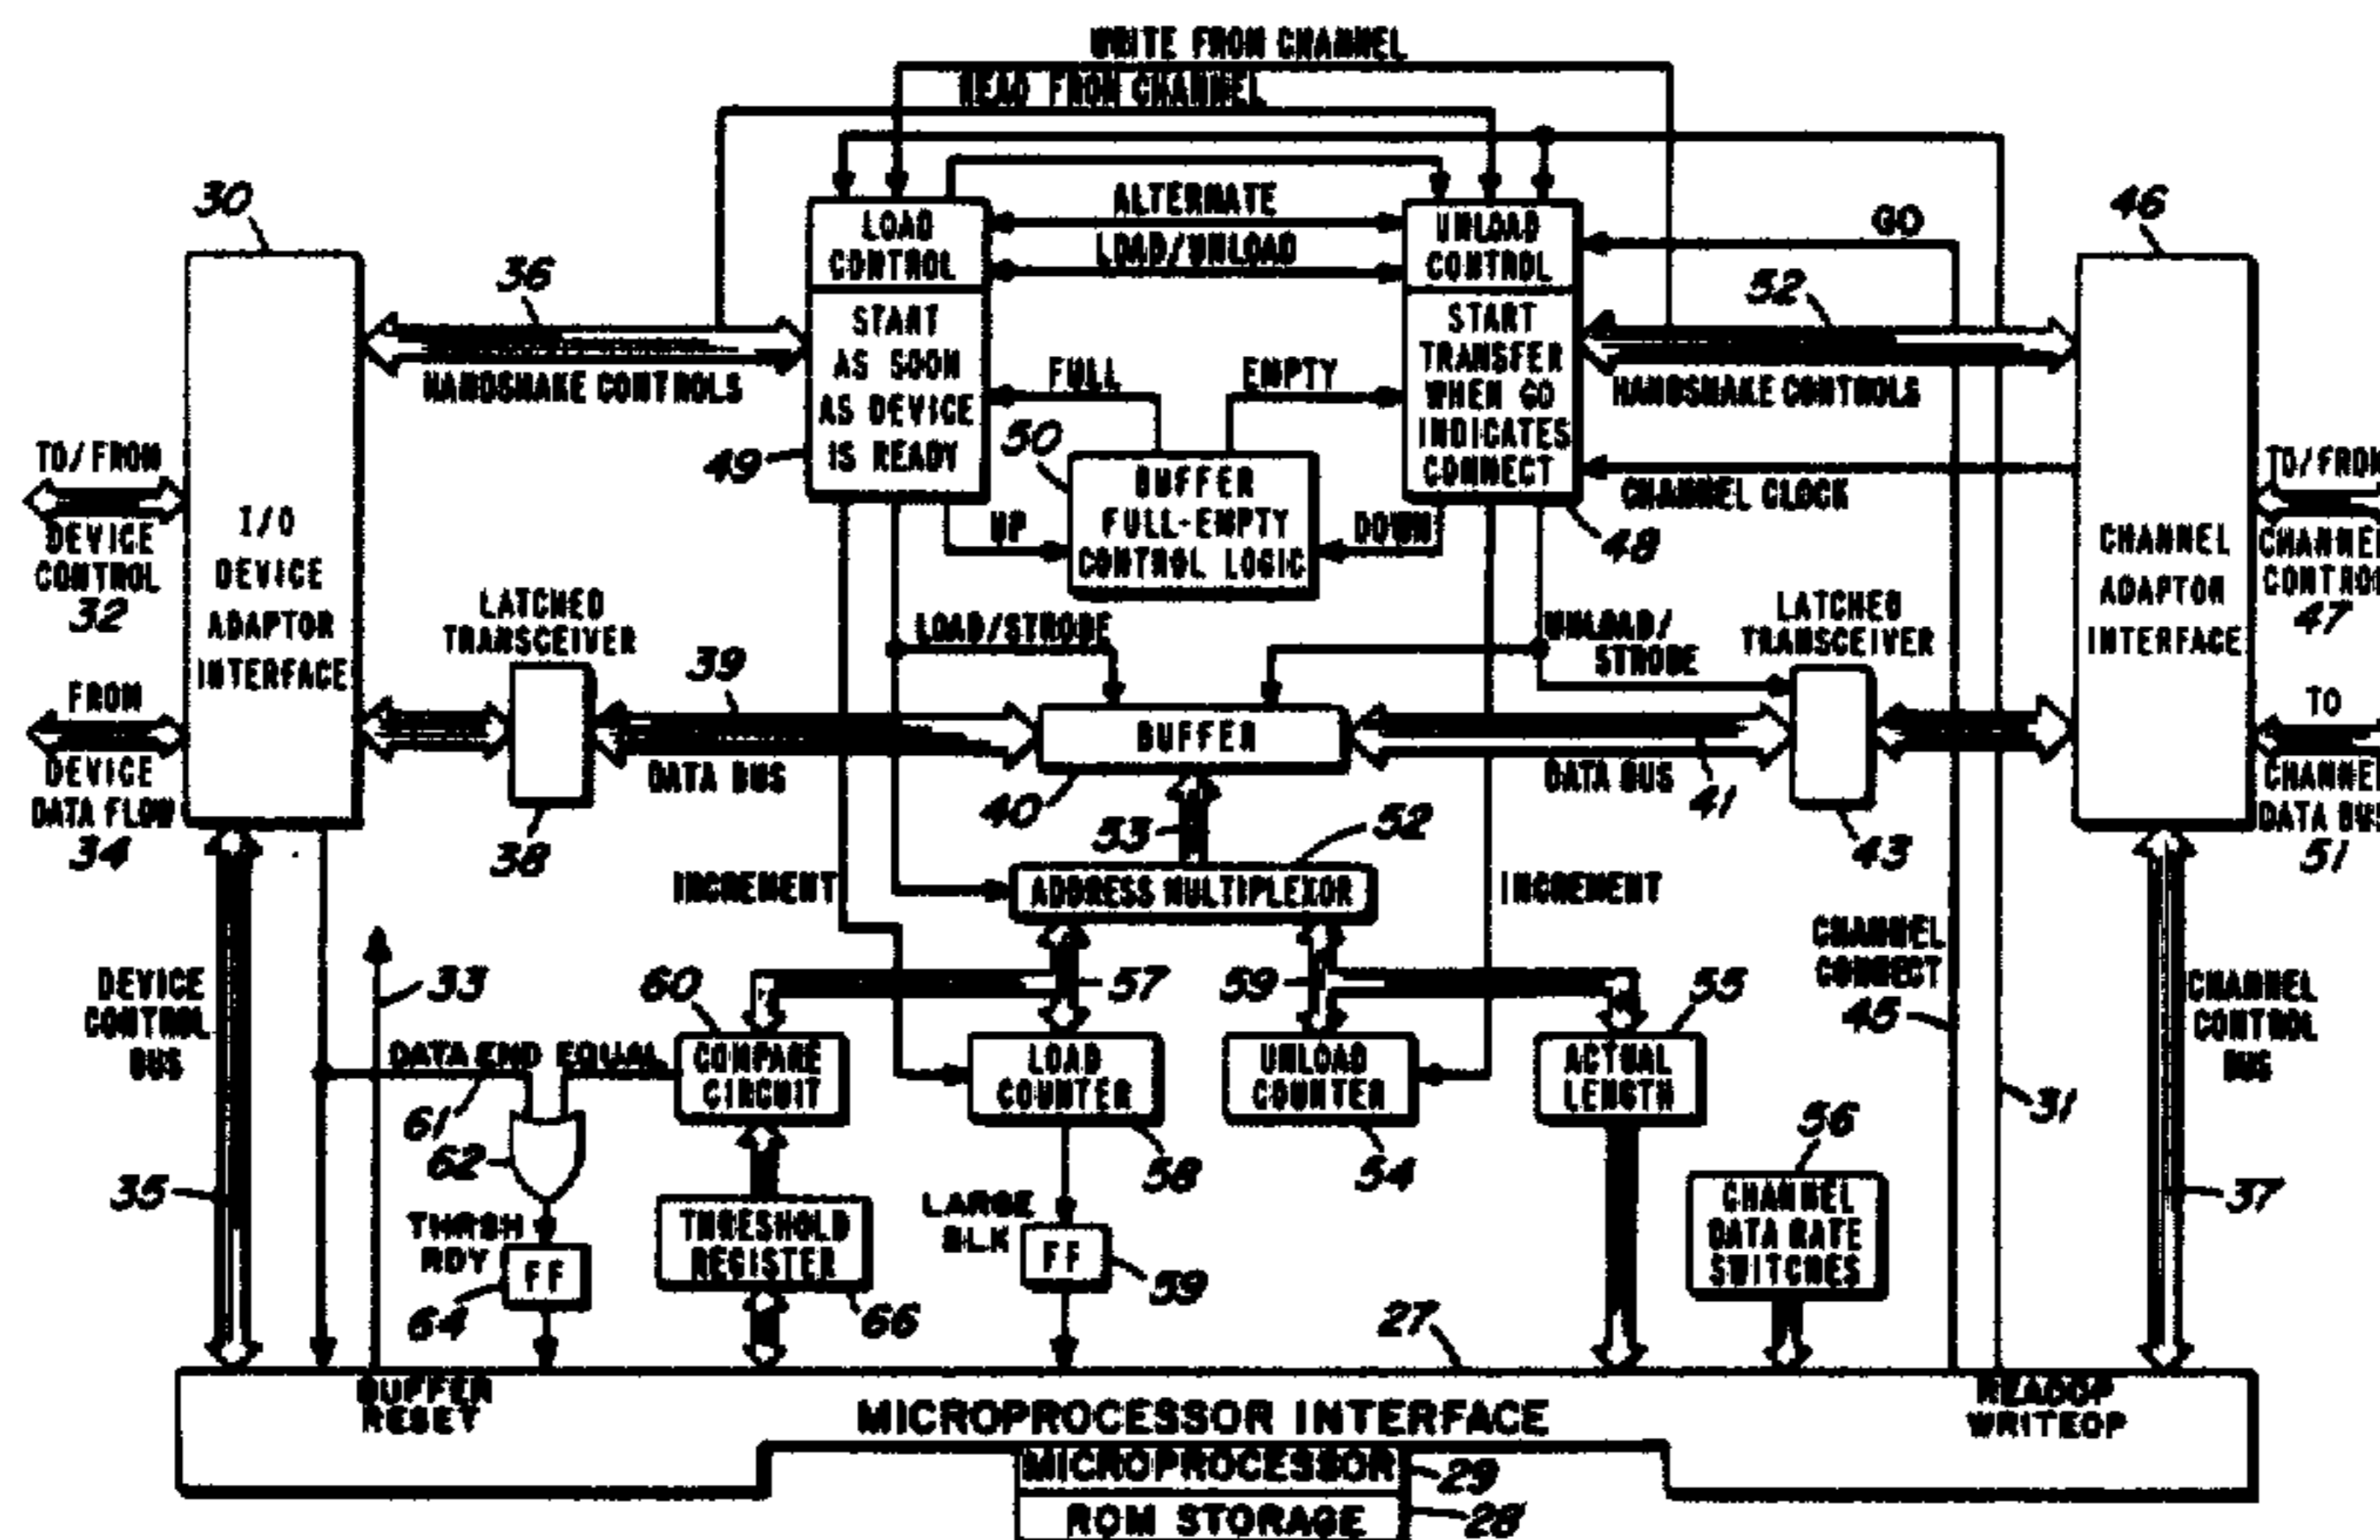 WRITE FROM CHANNEL
READ FROM CHANNEL
30
LOAD
CONTROL
ALTERNATE
LOAD/UNLOAD
UNLOAD
CONTROL
GO
46
36
HANDSHAKE CONTROLS
START
AS SOON
AS DEVICE
IS READY
49
FULL
EMPTY
START
TRANSFER
WHEN GO
INDICATES
CONNECT
52
HANDSHAKE CONTROLS
TO/FROM
DEVICE
CONTROL
32
I/O
DEVICE
ADAPTOR
INTERFACE
50
BUFFER
FULL-EMPTY
CONTROL LOGIC
UP
DOWN
CHANNEL CLOCK
48
CHANNEL
ADAPTOR
INTERFACE
TO/FROM
CHANNEL
CONTROL
47
LATCHED
TRANSCEIVER
LOAD/STROBE
UNLOAD/
STROBE
LATCHED
TRANSCEIVER
FROM
DEVICE
DATA FLOW
34
38
39
DATA BUS
BUFFER
40
DATA BUS
41
43
TO
CHANNEL
DATA BUS
51
53
52
INCREMENT
ADDRESS MULTIPLEXOR
INCREMENT
DEVICE
CONTROL
BUS
33
60
57
59
55
CHANNEL
CONNECT
45
CHANNEL
CONTROL
BUS
DATA END
EQUAL
COMPARE
CIRCUIT
LOAD
COUNTER
UNLOAD
COUNTER
ACTUAL
LENGTH
61
62
58
54
56
31
35
THRSH
RDY
FF
64
THRESHOLD
REGISTER
66
LARGE
BLK
FF
59
CHANNEL
DATA RATE
SWITCHES
37
27
BUFFER
RESET
MICROPROCESSOR INTERFACE
READOP
WRITEOP
MICROPROCESSOR
29
ROM STORAGE
28